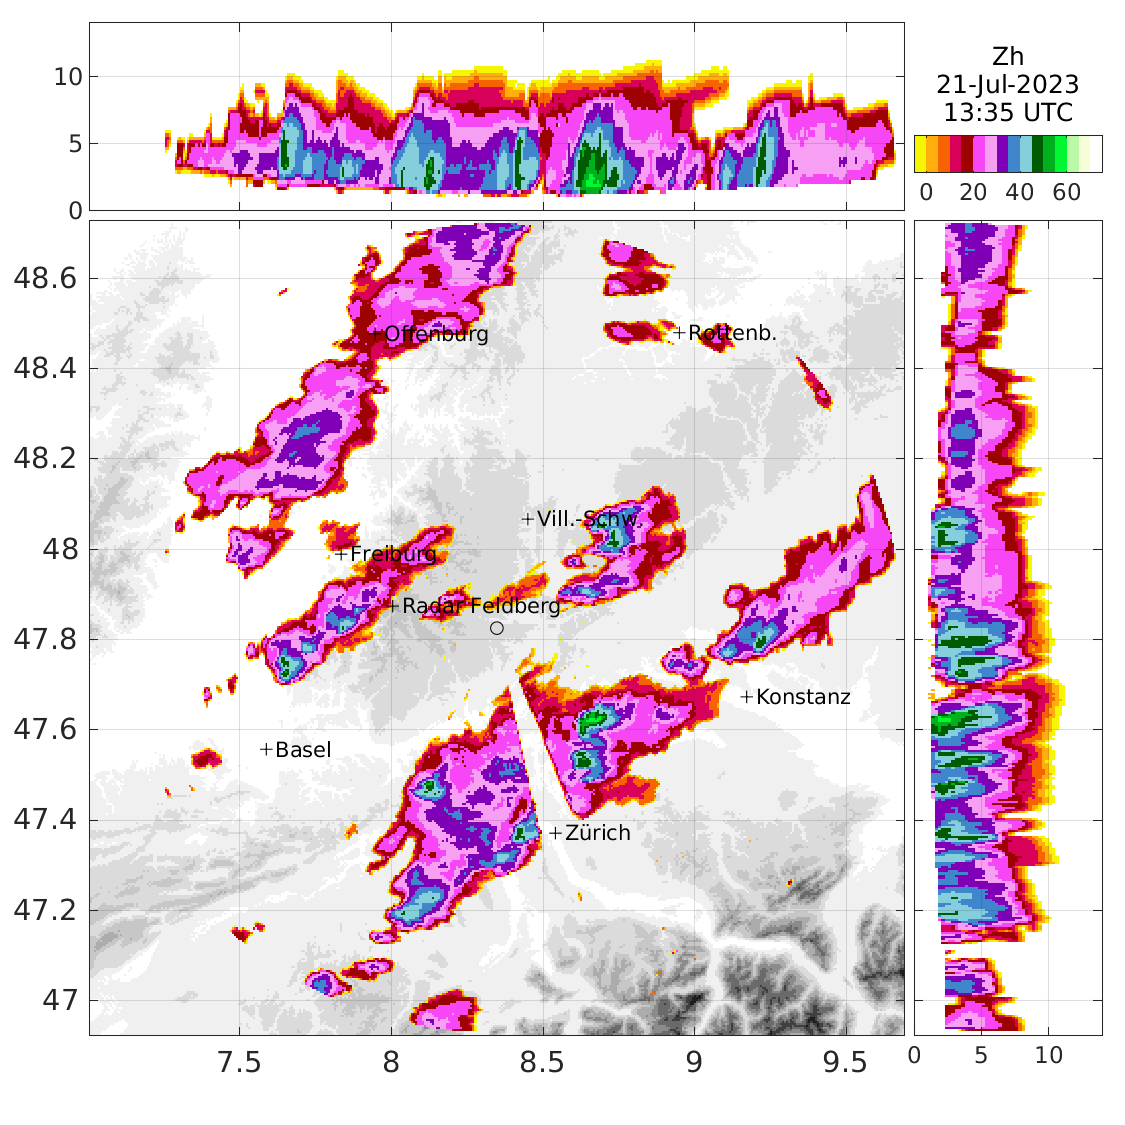 Zh
21-Jul-2023
13:35 UTC
0 20 40 60
10
5
0
48.6
48.4
48.2
48
47.8
47.6
47.4
47.2
47
Offenburg
Rottenb.
Vill.-Schw
Freiburg
Radar Feldberg
Konstanz
Basel
Zürich
7.5 8 8.5 9 9.5
0 5 10